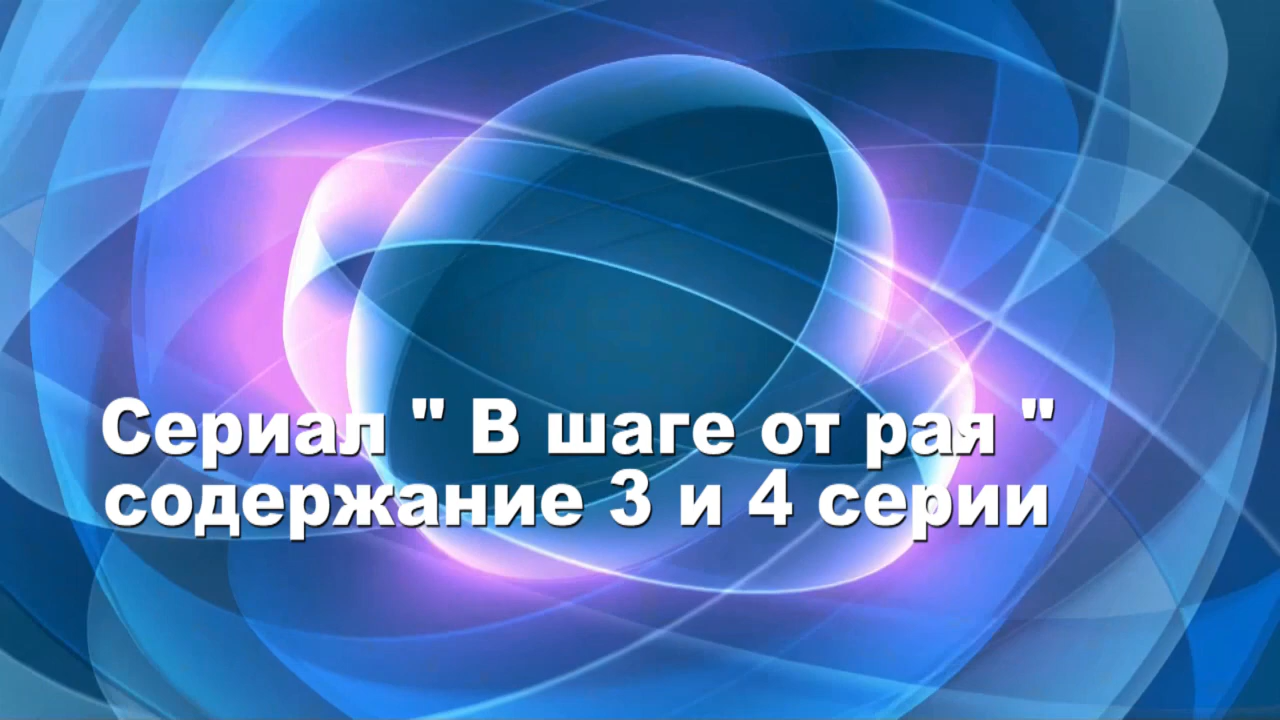 Сериал " В шаге от рая "
содержание 3 и 4 серии